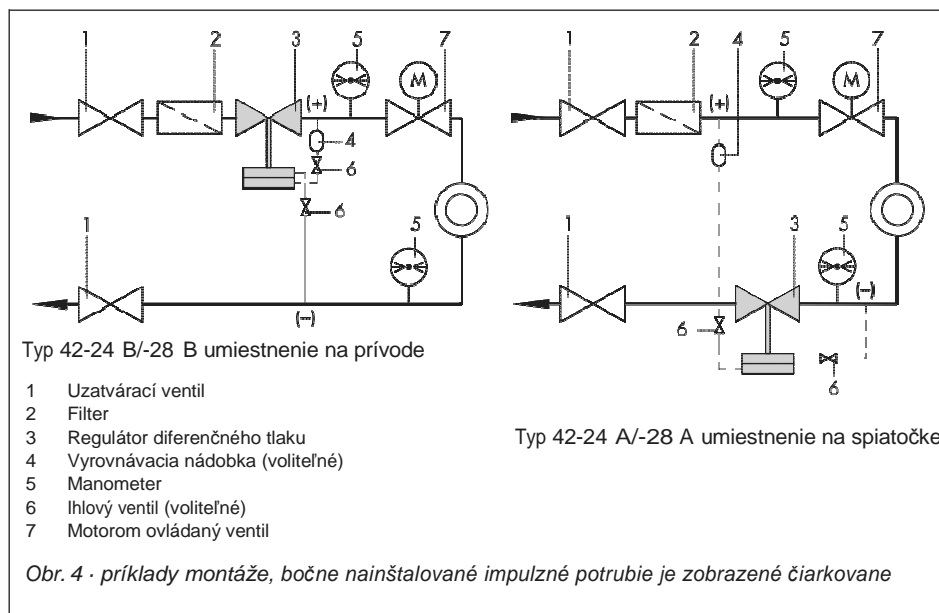 1 2 3 5 7
M
(+)
4
6
6
5
1
(–)
Typ 42-24 B/-28 B umiestnenie na prívode
1 2 4 5 7
M
(+)
1 3 5
(–)
6
6
Typ 42-24 A/-28 A umiestnenie na spiatočke
1 Uzatvárací ventil
2 Filter
3 Regulátor diferenčného tlaku
4 Vyrovnávacia nádobka (voliteľné)
5 Manometer
6 Ihlový ventil (voliteľné)
7 Motorom ovládaný ventil
Obr. 4 · príklady montáže, bočne nainštalované impulzné potrubie je zobrazené čiarkovane